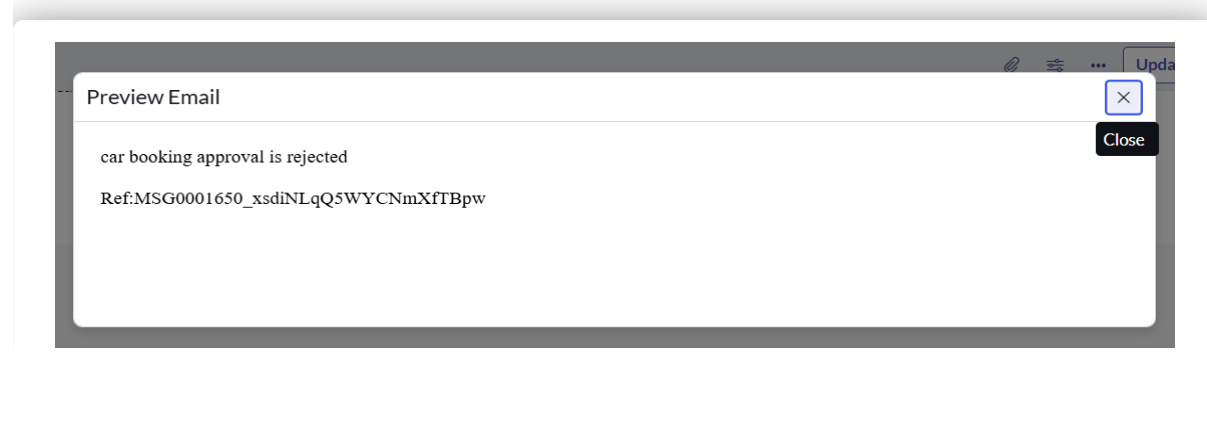 Upda
Preview Email
Close
car booking approval is rejected
Ref:MSG0001650_xsdiNLqQ5WYCNmXfTBpw